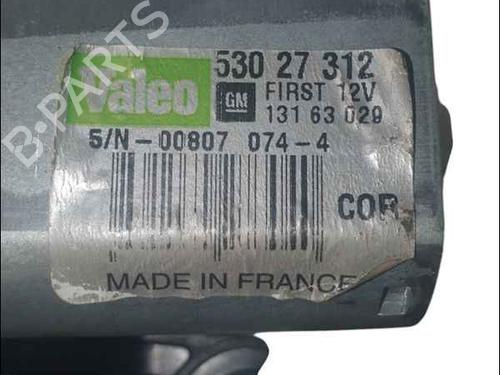 B-PARTS
Valeo
530 27 312
GM
FIRST 12V
131 63 029
S/N-00807 074-4
COR
MADE IN FRANCE